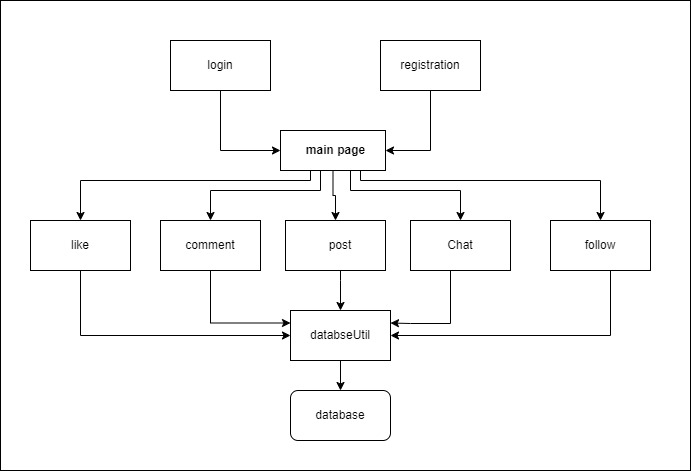 login
registration
main page
like
comment
post
Chat
follow
databseUtil
database